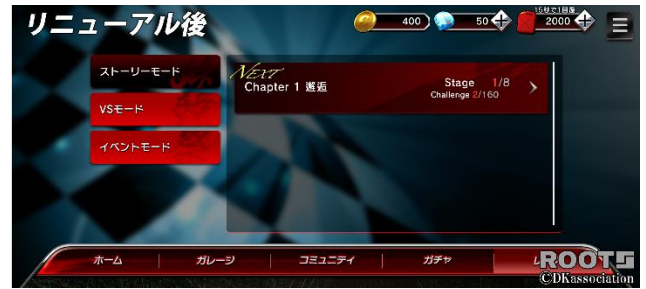 リニューアル後
15分で1回復
400
50
2000
ストーリーモード
NEXT
Chapter 1 邂逅
Stage 1/8
Challenge 2/160
VSモード
イベントモード
ホーム
ガレージ
コミュニティ
ガチャ
ROOTS
©DKassociation